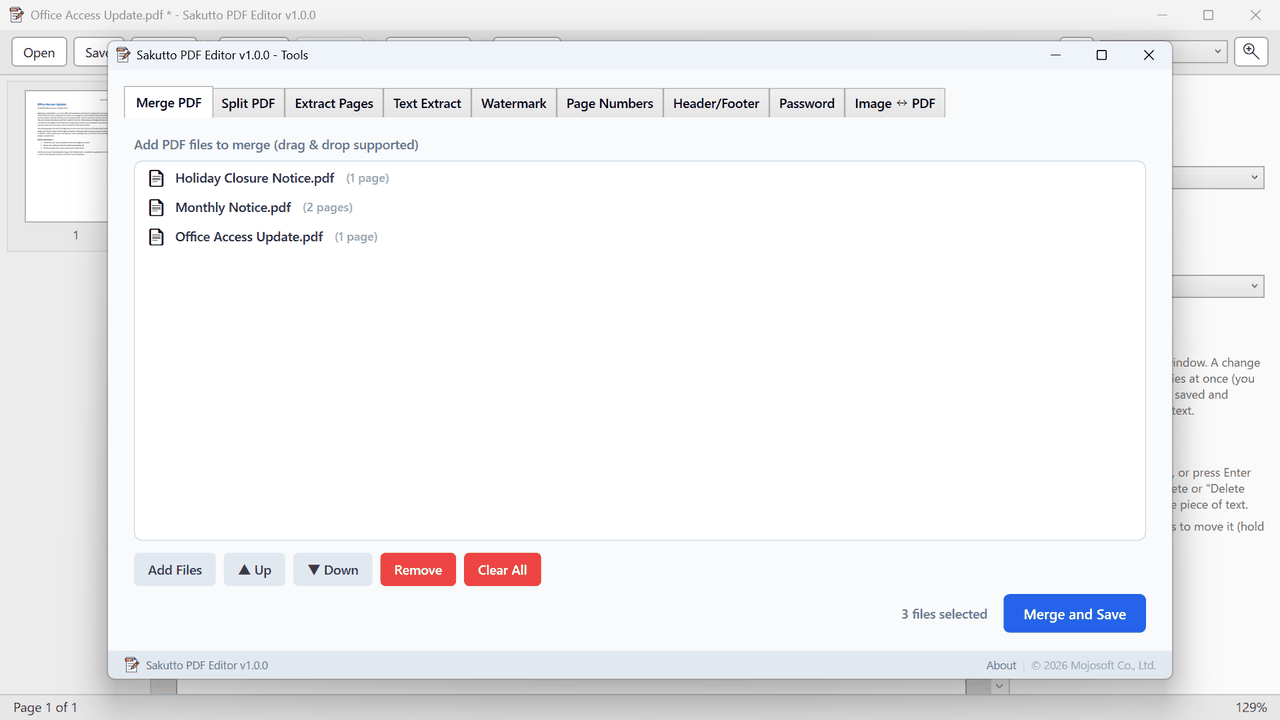 Office Access Update.pdf * - Sakutto PDF Editor v1.0.0
Open
Save
Sakutto PDF Editor v1.0.0 - Tools
Merge PDF
Split PDF
Extract Pages
Text Extract
Watermark
Page Numbers
Header/Footer
Password
Image ↔ PDF
Add PDF files to merge (drag & drop supported)
Holiday Closure Notice.pdf (1 page)
Monthly Notice.pdf (2 pages)
Office Access Update.pdf (1 page)
Office Access Update
1
indow. A change
ies at once (you
saved and
text.
, or press Enter
ete or "Delete
e piece of text.
s to move it (hold
Add Files
▲ Up
▼ Down
Remove
Clear All
3 files selected
Merge and Save
Sakutto PDF Editor v1.0.0
About
© 2026 Mojosoft Co., Ltd.
Page 1 of 1
129%